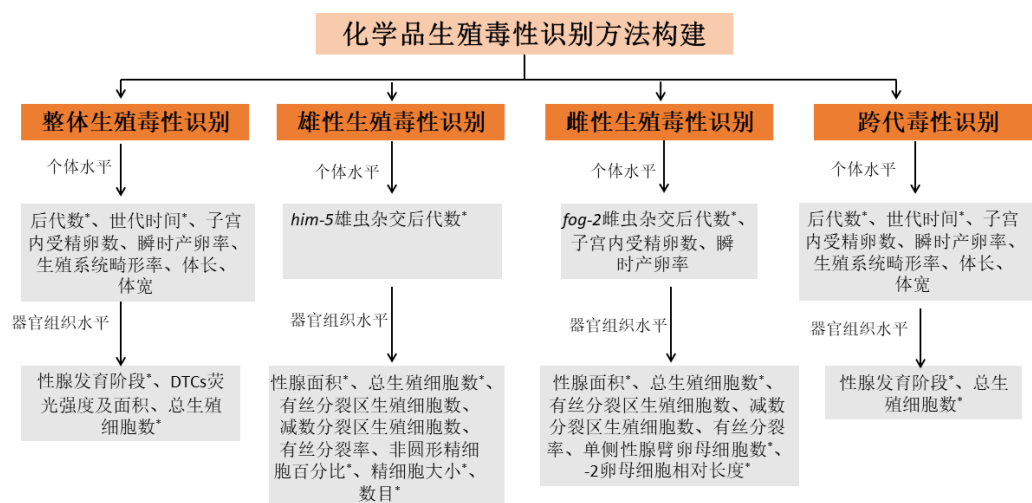 化学品生殖毒性识别方法构建
整体生殖毒性识别
雄性生殖毒性识别
雌性生殖毒性识别
跨代毒性识别
个体水平
个体水平
个体水平
个体水平
后代数*、世代时间*、子宫
内受精卵数、瞬时产卵率、
生殖系统畸形率、体长、
体宽
him-5雄虫杂交后代数*
fog-2雌虫杂交后代数*、
子宫内受精卵数、瞬
时产卵率
后代数*、世代时间*、子宫
内受精卵数、瞬时产卵率、
生殖系统畸形率、体长、
体宽
器官组织水平
器官组织水平
器官组织水平
器官组织水平
性腺发育阶段*、DTCs荧
光强度及面积、总生殖
细胞数*
性腺面积*、总生殖细胞数*、
有丝分裂区生殖细胞数、
减数分裂区生殖细胞数、
有丝分裂率、非圆形精细
胞百分比*、精细胞大小*、
数目*
性腺面积*、总生殖细胞数*、
有丝分裂区生殖细胞数、减数
分裂区生殖细胞数、有丝分裂
率、单侧性腺臂卵母细胞数*、
-2卵母细胞相对长度*
性腺发育阶段*、总生
殖细胞数*